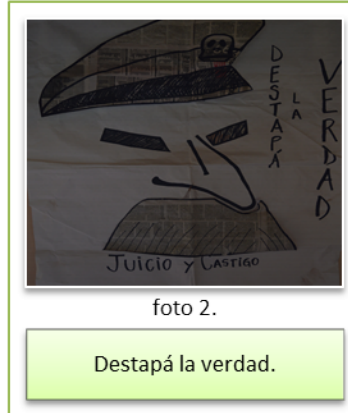 DESTAPÁ
LA
VERDAD
JUICIO Y CASTIGO
foto 2.
Destapá la verdad.